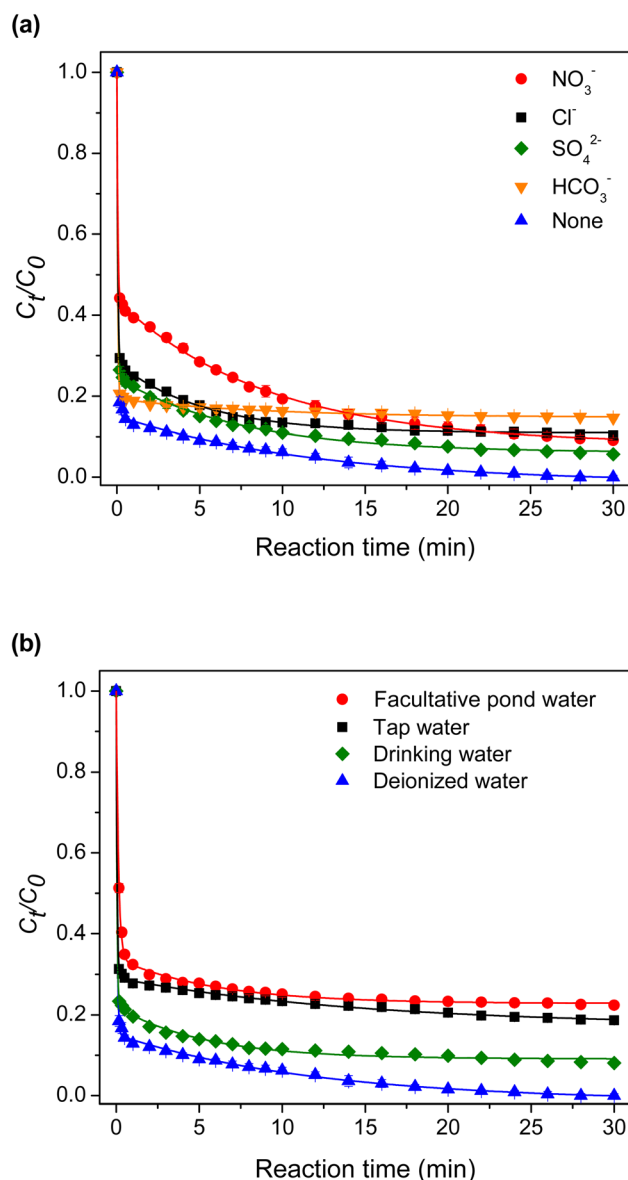 (a)
1.0
0.8
0.6
0.4
0.2
0.0
Cₜ/C₀
NO₃⁻
Cl⁻
SO₄²⁻
HCO₃⁻
None
0 5 10 15 20 25 30
Reaction time (min)
(b)
1.0
0.8
0.6
0.4
0.2
0.0
Cₜ/C₀
Facultative pond water
Tap water
Drinking water
Deionized water
0 5 10 15 20 25 30
Reaction time (min)